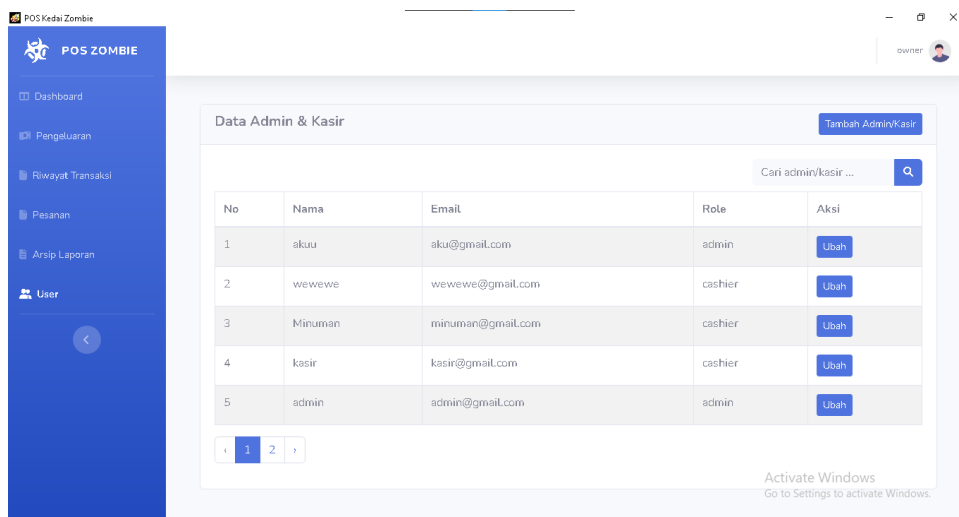 POS Kedai Zombie
POS ZOMBIE
owner
Dashboard
Pengeluaran
Riwayat Transaksi
Pesanan
Arsip Laporan
User
Data Admin & Kasir
Tambah Admin/Kasir
Cari admin/kasir ...
No Nama Email Role Aksi
1 akuu aku@gmail.com admin Ubah
2 wewewe wewewe@gmail.com cashier Ubah
3 Minuman minuman@gmail.com cashier Ubah
4 kasir kasir@gmail.com cashier Ubah
5 admin admin@gmail.com admin Ubah
‹ 1 2 ›
Activate Windows
Go to Settings to activate Windows.